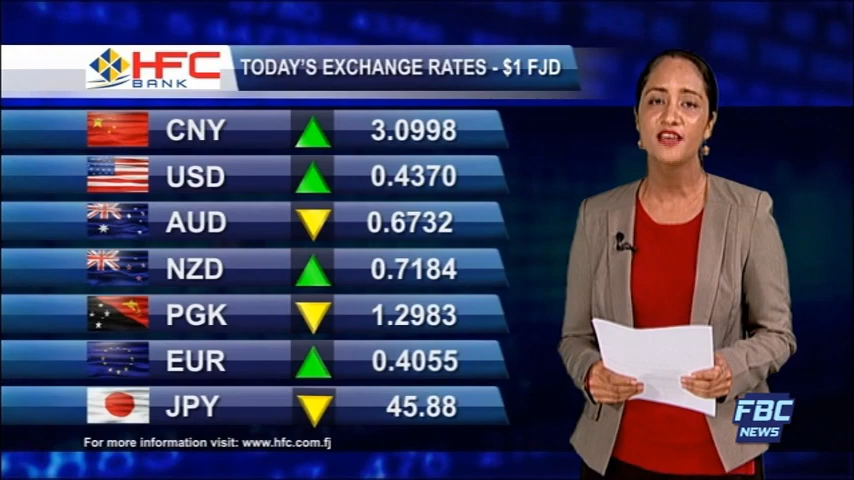 HFC BANK
TODAY'S EXCHANGE RATES - $1 FJD
CNY 3.0998
USD 0.4370
AUD 0.6732
NZD 0.7184
PGK 1.2983
EUR 0.4055
JPY 45.88
For more information visit: www.hfc.com.fj
FBC
NEWS